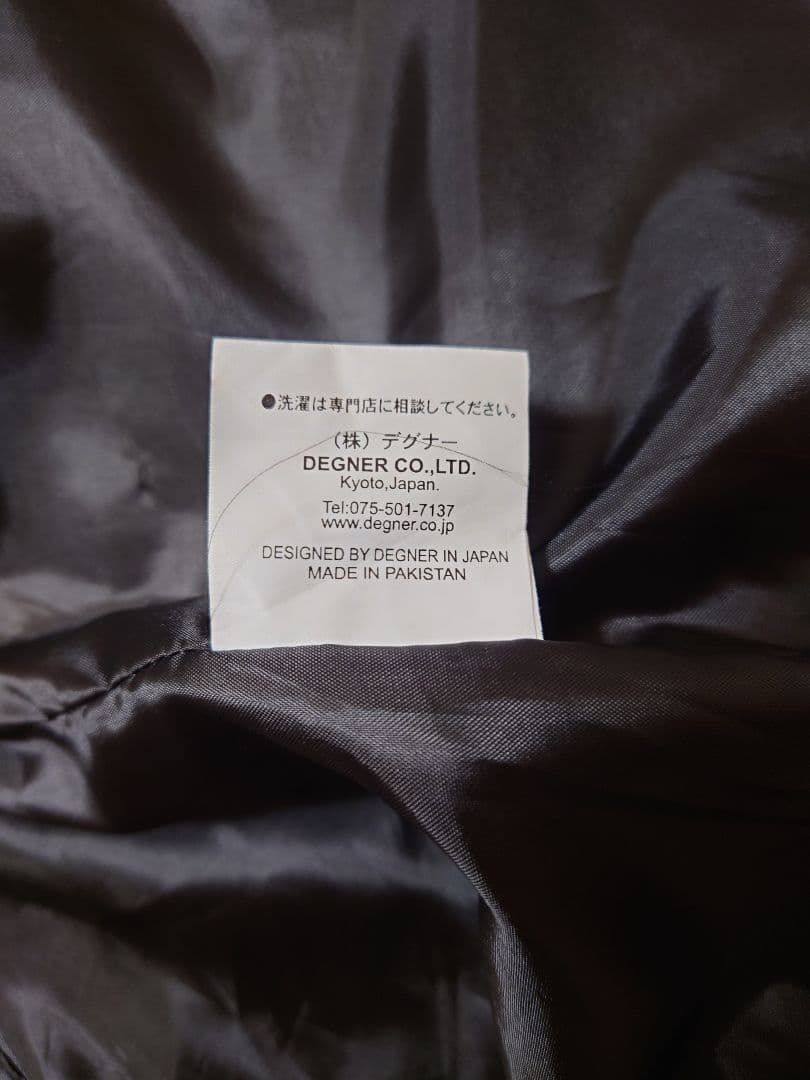 ●洗濯は専門店に相談してください。
（株）デグナー
DEGNER CO.,LTD.
Kyoto,Japan.
Tel:075-501-7137
www.degner.co.jp
DESIGNED BY DEGNER IN JAPAN
MADE IN PAKISTAN